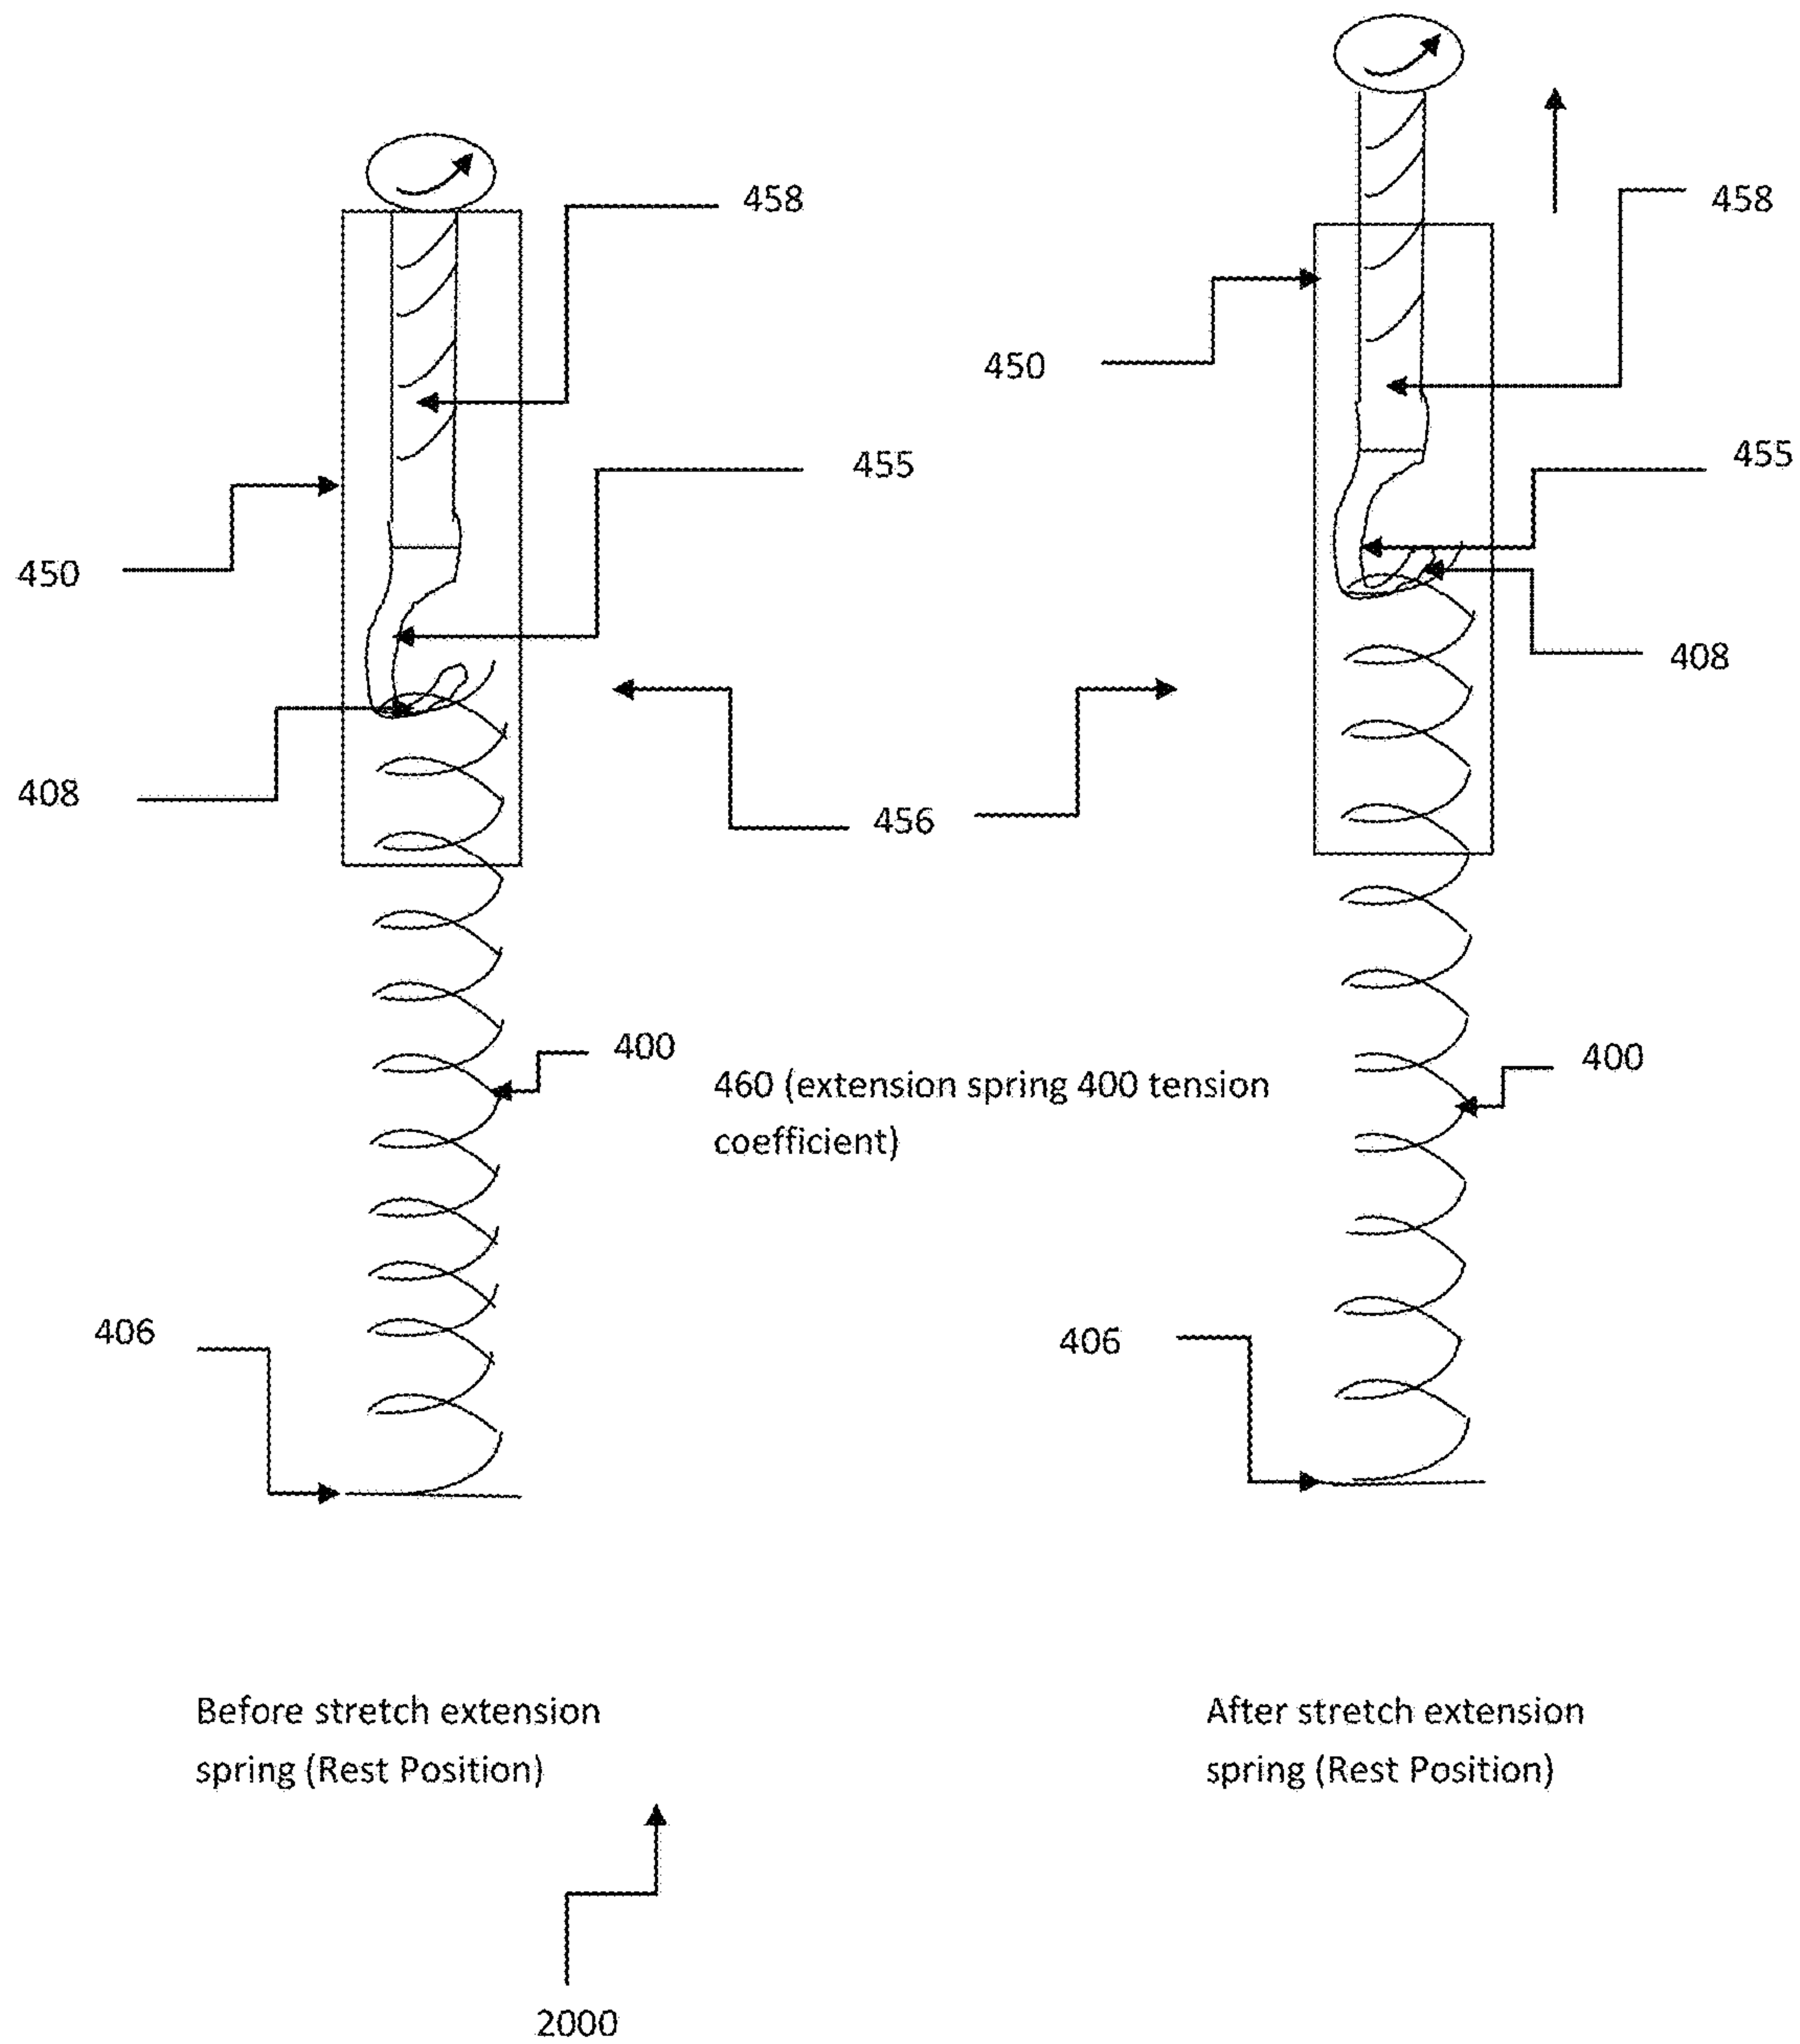 458
458
450
455
455
450
408
408
456
400
400
460 (extension spring 400 tension
coefficient)
406
406
Before stretch extension
spring (Rest Position)
After stretch extension
spring (Rest Position)
2000